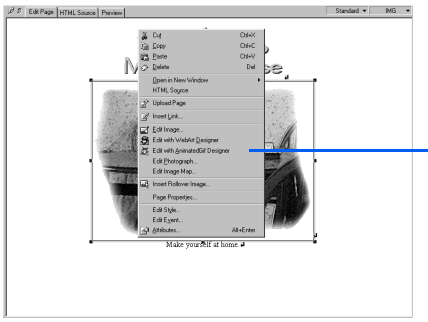 Edit Page HTML Source Preview Standard IMG
Cut Ctrl+X
Copy Ctrl+C
Paste Ctrl+V
Delete Del
Open in New Window
HTML Source
Upload Page
Insert Link...
Edit Image...
Edit with WebArt Designer
Edit with AnimatedGif Designer
Edit Photograph...
Edit Image Map...
Insert Rollover Image...
Page Properties...
Edit Style...
Edit Event...
Attributes... Alt+Enter
Make yourself at home.